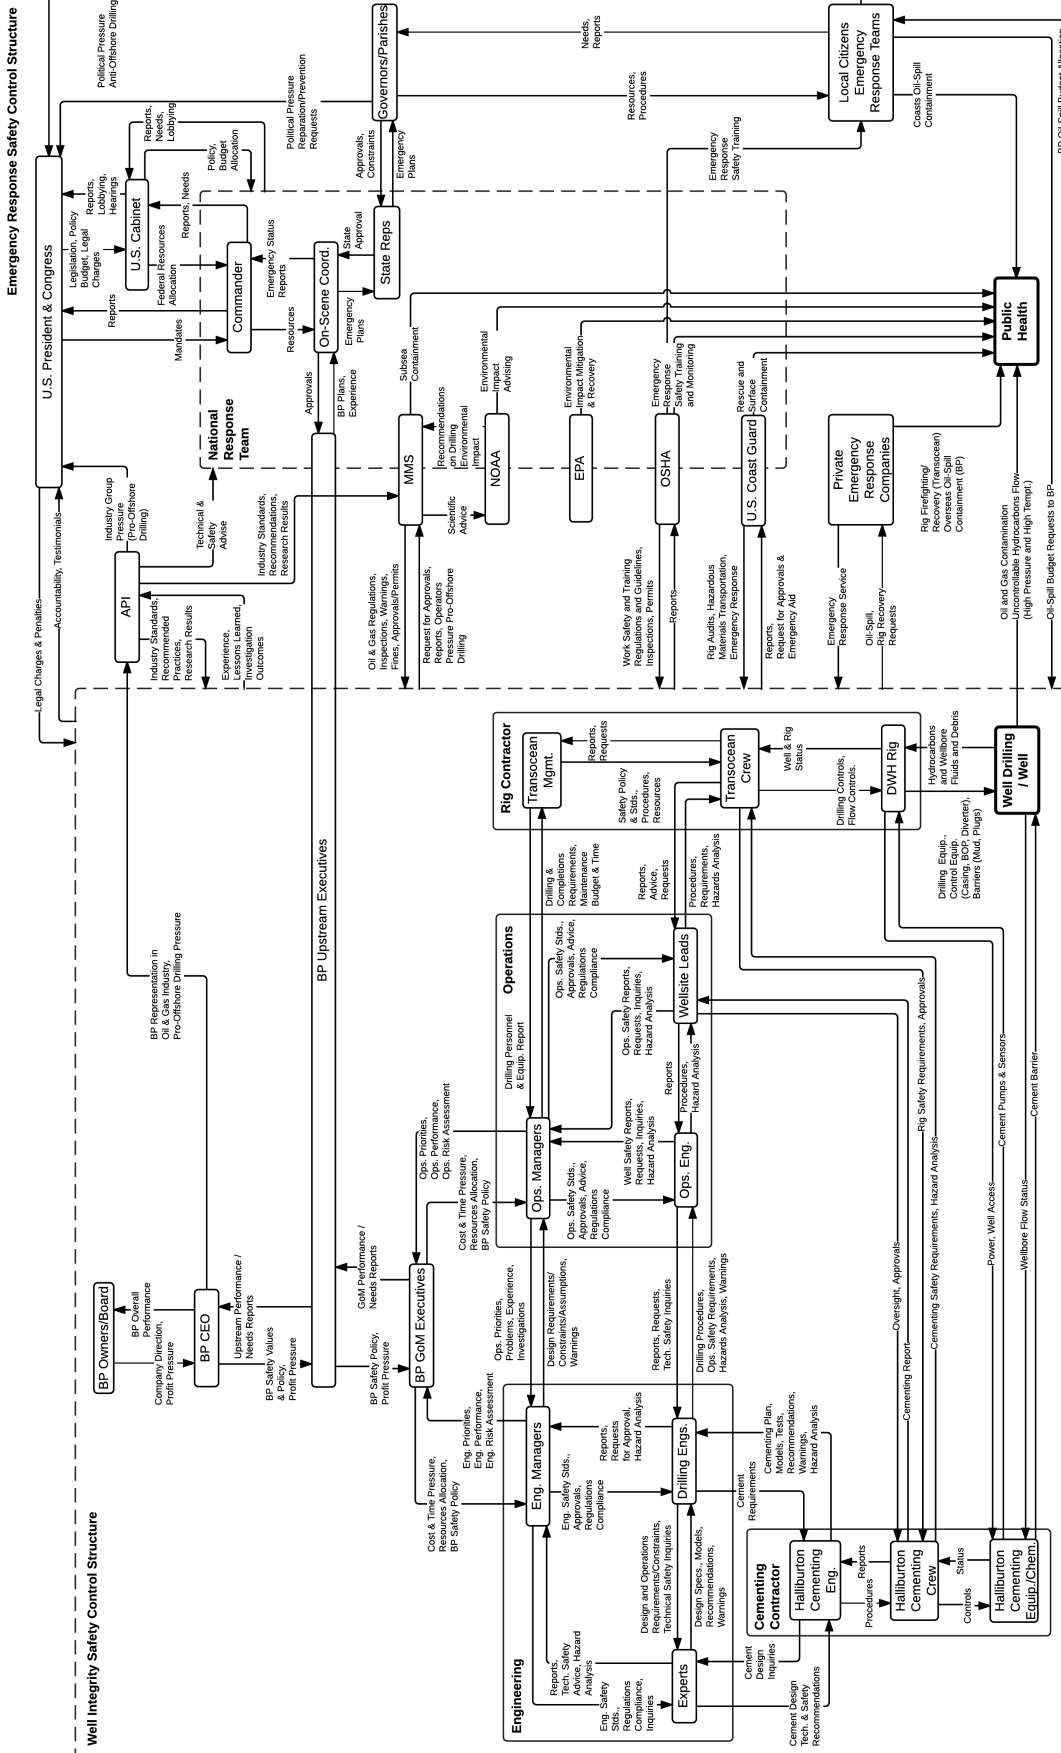 Emergency Response Safety Control Structure
U.S. President & Congress
Legal Charges & Penalties
Accountability, Testimonials
Industry Group
Pressure
(Pro-Offshore
Drilling)
Mandates
Reports
Legislation, Policy
Budget, Legal
Charges
Reports,
Lobbying,
Hearings
Political Pressure
Anti-Offshore Drilling
U.S. Cabinet
Reports,
Needs,
Lobbying
Policy,
Budget
Allocation
Federal Resources
Allocation
Reports, Needs
Political Pressure
Reparation/Prevention
Requests
API
Industry Standards,
Recommended
Practices,
Research Results
Experience,
Lessons Learned,
Investigation
Outcomes
Technical &
Safety
Advise
Industry Standards,
Recommendations,
Research Results
National
Response
Team
Commander
Resources
Emergency Status
Reports
On-Scene Coord.
Approvals
BP Plans,
Experience
Emergency
Plans
State
Approval
State Reps
Approvals,
Constraints
Emergency
Plans
Governors/Parishes
Needs,
Reports
Resources,
Procedures
Local Citizens
Emergency
Response Teams
Coasts Oil-Spill
Containment
Emergency
Response
Safety Training
MMS
Oil & Gas Regulations,
Inspections, Warnings,
Fines, Approvals/Permits
Request for Approvals,
Reports, Operators
Pressure Pro-Offshore
Drilling
Subsea
Containment
Recommendations
on Drilling
Environmental
Impact
Scientific
Advice
NOAA
Environmental
Impact
Advising
EPA
Environmental
Impact Mitigation
& Recovery
OSHA
Work Safety and Training
Regulations and Guidelines,
Inspections, Permits
Reports
Emergency
Response
Safety Training
and Monitoring
U.S. Coast Guard
Rig Audits, Hazardous
Materials Transportation,
Emergency Response
Reports,
Request for Approvals &
Emergency Aid
Rescue and
Surface
Containment
Private
Emergency
Response
Companies
Emergency
Response Service
Oil-Spill,
Rig Recovery
Requests
Rig Firefighting/
Recovery (Transocean)
Overseas Oil-Spill
Containment (BP)
Public
Health
Oil and Gas Contamination
Uncontrollable Hydrocarbons Flow
(High Pressure and High Tempt.)
Oil-Spill Budget Requests to BP
Well Integrity Safety Control Structure
BP Owners/Board
Company Direction,
Profit Pressure
BP Overall
Performance
BP CEO
BP Representation in
Oil & Gas Industry,
Pro-Offshore Drilling Pressure
BP Safety Values
& Policy,
Profit Pressure
Upstream Performance /
Needs Reports
BP Upstream Executives
BP Safety Policy,
Profit Pressure
GoM Performance /
Needs Reports
BP GoM Executives
Cost & Time Pressure,
Resources Allocation,
BP Safety Policy
Eng. Priorities,
Eng. Performance,
Eng. Risk Assessment
Cost & Time Pressure,
Resources Allocation,
BP Safety Policy
Ops. Priorities,
Ops. Performance,
Ops. Risk Assessment
Engineering
Eng. Managers
Reports,
Tech. Safety
Advice, Hazard
Analysis
Eng. Safety
Stds.,
Regulations
Compliance,
Inquiries
Eng. Safety Stds.,
Approvals,
Regulations
Compliance
Reports,
Requests
for Approval,
Hazard Analysis
Experts
Design and Operations
Requirements/Constraints,
Technical Safety Inquiries
Design Specs., Models,
Recommendations,
Warnings
Drilling Engs.
Ops. Priorities,
Problems, Experience,
Investigations
Design Requirements/
Constraints/Assumptions,
Warnings
Reports, Requests,
Tech. Safety Inquiries
Drilling Procedures,
Ops. Safety Requirements,
Hazards Analysis, Warnings
Operations
Ops. Managers
Ops. Safety Stds.,
Approvals, Advice,
Regulations
Compliance
Well Safety Reports,
Requests, Inquiries,
Hazard Analysis
Ops. Safety Reports,
Requests, Inquiries,
Hazard Analysis
Ops. Safety Stds.,
Approvals, Advice,
Regulations
Compliance
Ops. Eng.
Reports
Procedures,
Hazard Analysis
Wellsite Leads
Drilling Personnel
& Equip. Report
Drilling &
Completions
Requirements,
Maintenance
Budget & Time
Reports,
Advice,
Requests
Procedures,
Requirements,
Hazards Analysis
Rig Contractor
Transocean
Mgmt.
Safety Policy
& Stds.,
Procedures,
Resources
Reports,
Requests
Transocean
Crew
Drilling Controls,
Flow Controls.
Well & Rig
Status
DWH Rig
Drilling Equip.,
Control Equip.
(Casing, BOP, Diverter),
Barriers (Mud, Plugs)
Hydrocarbons
and Wellbore
Fluids and Debris
Well Drilling
/ Well
Cement
Design
Inquiries
Cement Design
Tech. & Safety
Recommendations
Cement
Requirements
Cementing Plan,
Models, Tests,
Recommendations,
Warnings,
Hazard Analysis
Cementing
Contractor
Halliburton
Cementing
Eng.
Procedures
Reports
Halliburton
Cementing
Crew
Controls
Status
Halliburton
Cementing
Equip./Chem.
Oversight, Approvals
Cementing Report
Rig Safety Requirements, Approvals
Cementing Safety Requirements, Hazard Analysis
Power, Well Access
Cement Pumps & Sensors
Wellbore Flow Status
Cement Barrier